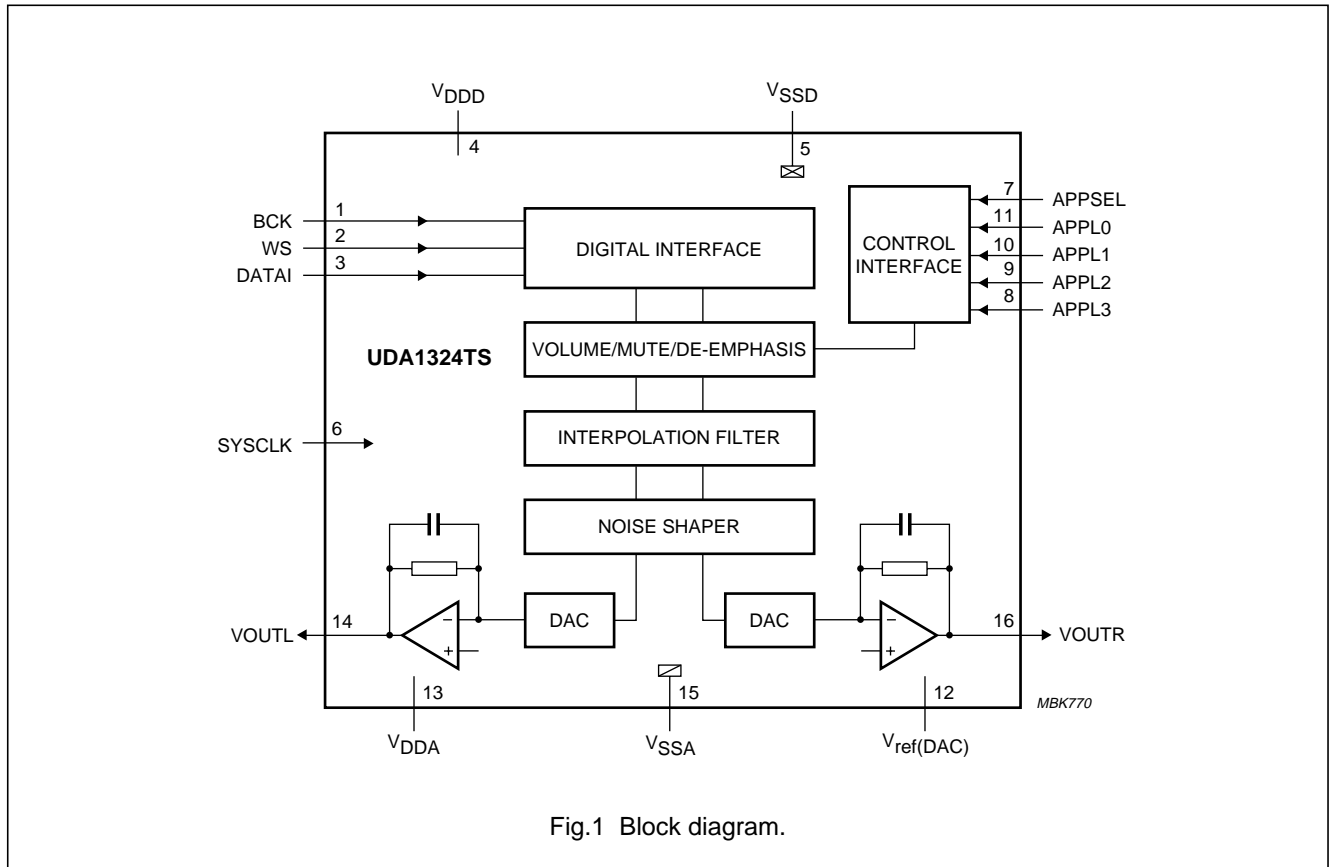 VDDD
VSSD
4
5
7
APPSEL
BCK
1
11
APPL0
WS
2
DIGITAL INTERFACE
CONTROL
INTERFACE
10
APPL1
DATAI
3
9
APPL2
8
APPL3
UDA1324TS
VOLUME/MUTE/DE-EMPHASIS
SYSCLK
6
INTERPOLATION FILTER
NOISE SHAPER
VOUTL
14
−
+
DAC
DAC
−
+
16
VOUTR
13
15
12
MBK770
VDDA
VSSA
Vref(DAC)
Fig.1 Block diagram.